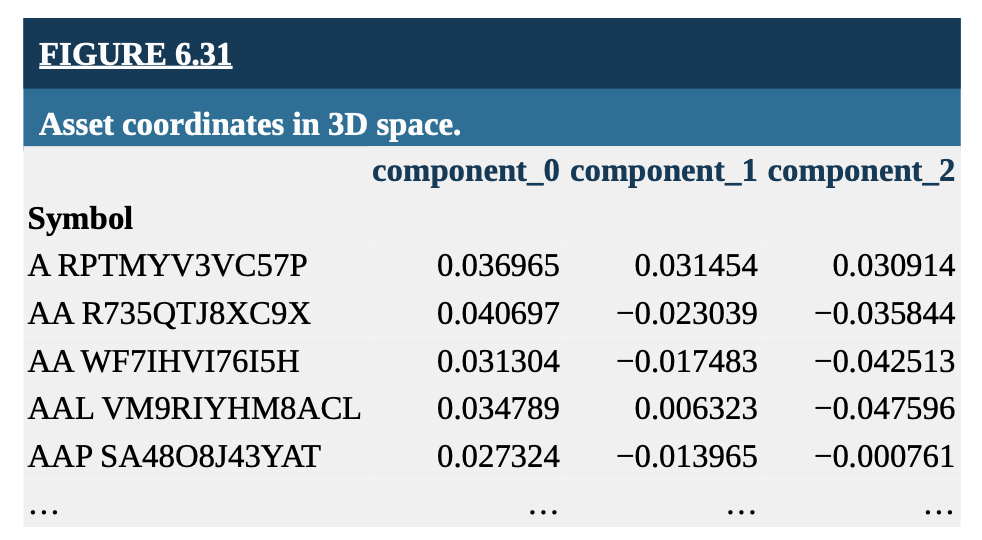 FIGURE 6.31
Asset coordinates in 3D space.
component_0 component_1 component_2
Symbol
A RPTMYV3VC57P 0.036965 0.031454 0.030914
AA R735QTJ8XC9X 0.040697 −0.023039 −0.035844
AA WF7IHVI76I5H 0.031304 −0.017483 −0.042513
AAL VM9RIYHM8ACL 0.034789 0.006323 −0.047596
AAP SA48O8J43YAT 0.027324 −0.013965 −0.000761
… … … …